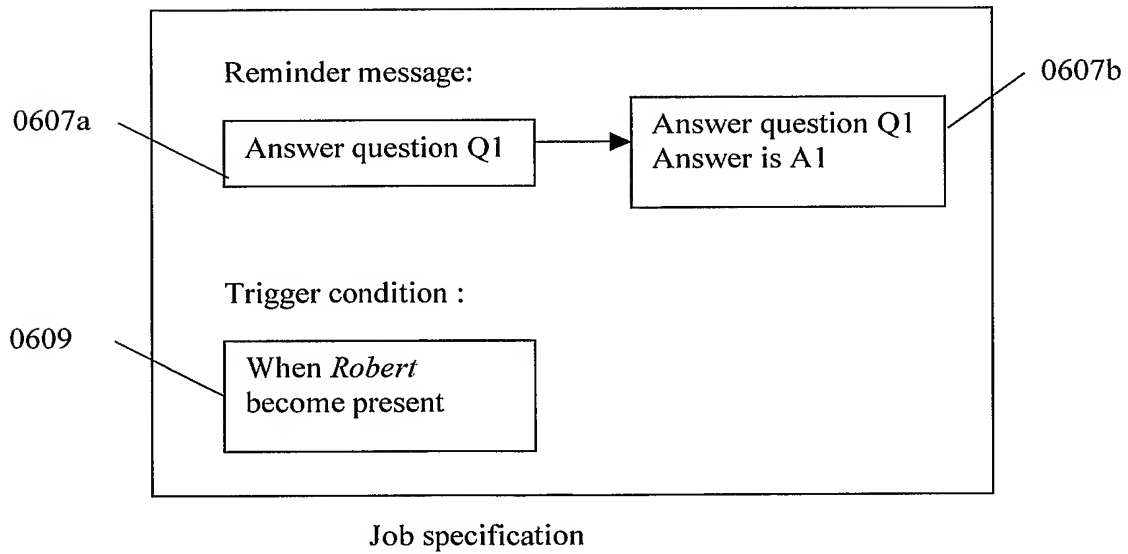 Reminder message:
0607b
0607a
Answer question Q1
Answer question Q1
Answer is A1
Trigger condition :
0609
When Robert
become present
Job specification